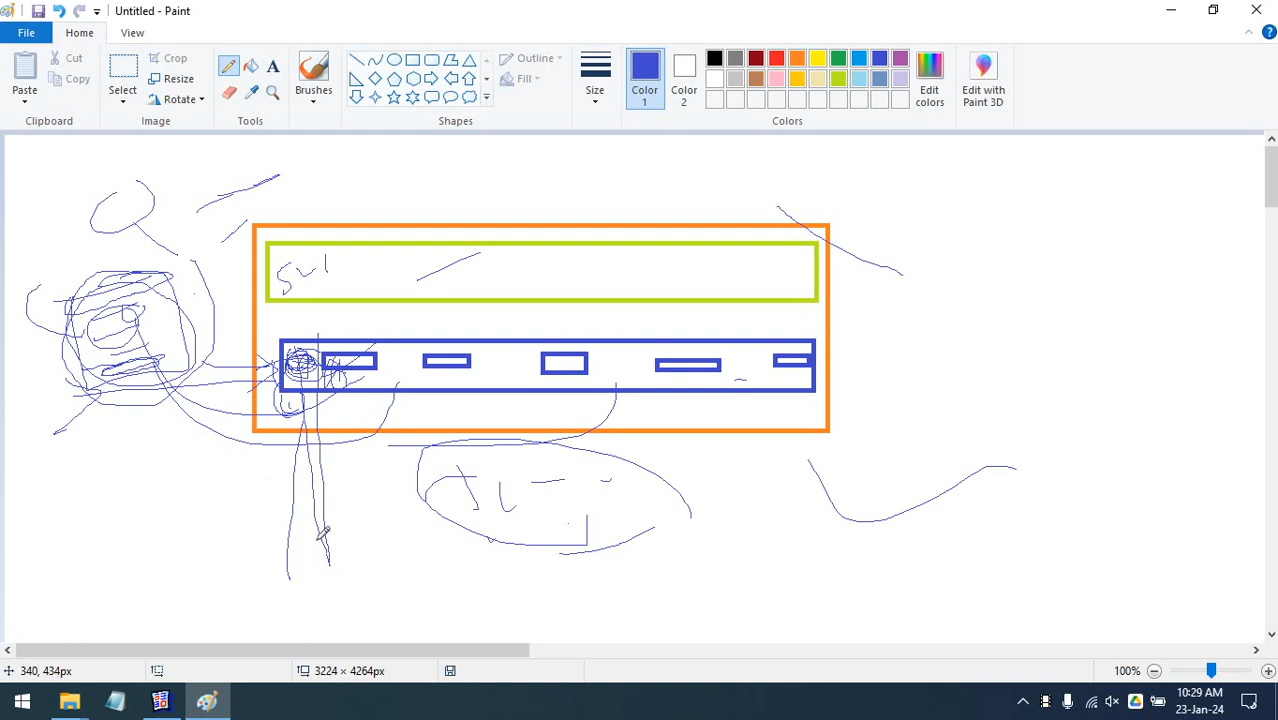 Untitled - Paint
File
Home
View
Cut
Copy
Paste
Clipboard
Crop
Resize
Rotate
Select
Image
A
Tools
Brushes
Outline
Fill
Shapes
Size
Color 1
Color 2
Edit colors
Edit with Paint 3D
Colors
340, 434px
3224 × 4264px
100%
10:29 AM
23-Jan-24